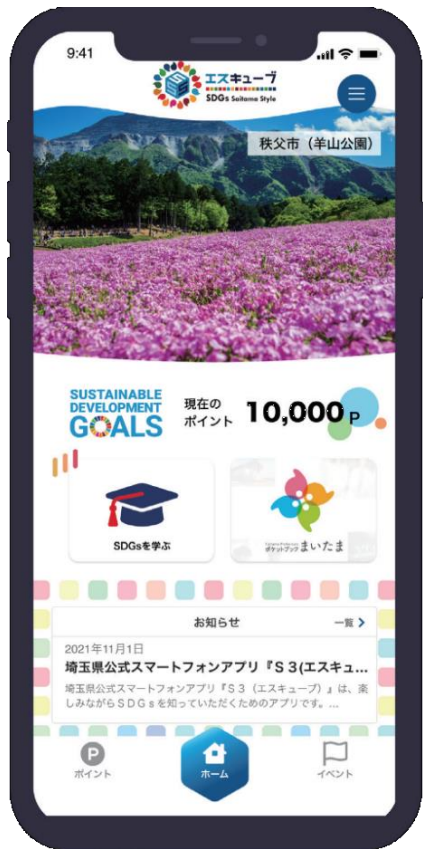 9:41
エスキューブ
SDGs Saitama Style
秩父市（羊山公園）
SUSTAINABLE
DEVELOPMENT
GOALS
現在の
ポイント
10,000 P
SDGsを学ぶ
ポケットブック まいたま
お知らせ
一覧
2021年11月1日
埼玉県公式スマートフォンアプリ『S3(エスキュ...
埼玉県公式スマートフォンアプリ『S3（エスキューブ）』は、楽
しみながらSDGsを知っていただくためのアプリです。...
P
ポイント
ホーム
イベント